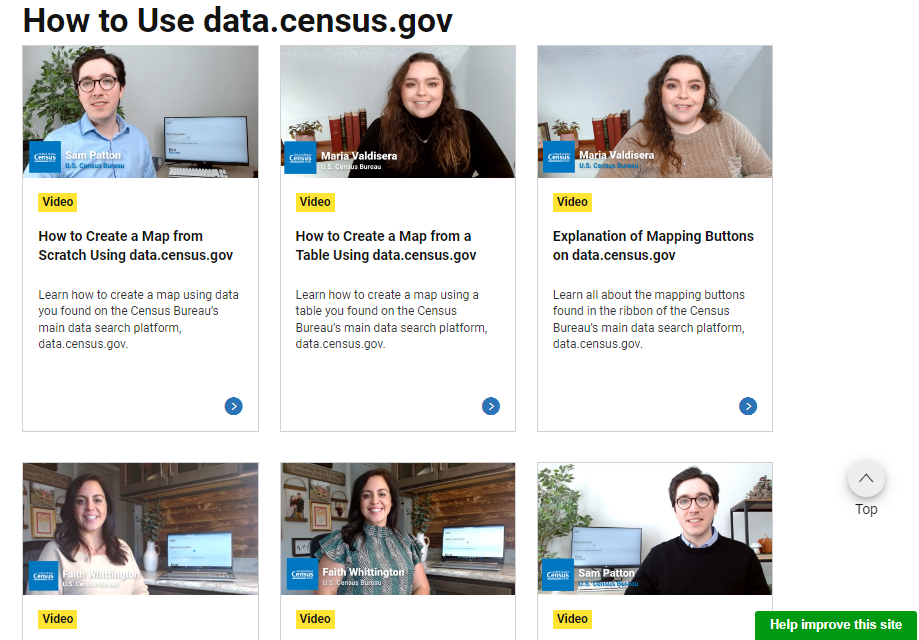 How to Use data.census.gov
Census
Sam Patton
U.S. Census Bureau
Census
Maria Valdisera
U.S. Census Bureau
Census
Maria Valdisera
U.S. Census Bureau
Video
Video
Video
How to Create a Map from
Scratch Using data.census.gov
How to Create a Map from a
Table Using data.census.gov
Explanation of Mapping Buttons
on data.census.gov
Learn how to create a map using data
you found on the Census Bureau’s
main data search platform,
data.census.gov.
Learn how to create a map using a
table you found on the Census
Bureau’s main data search platform,
data.census.gov.
Learn all about the mapping buttons
found in the ribbon of the Census
Bureau’s main data search platform,
data.census.gov.
Census
Faith Whittington
U.S. Census Bureau
Census
Faith Whittington
U.S. Census Bureau
Census
Sam Patton
U.S. Census Bureau
Top
Video
Video
Video
Help improve this site